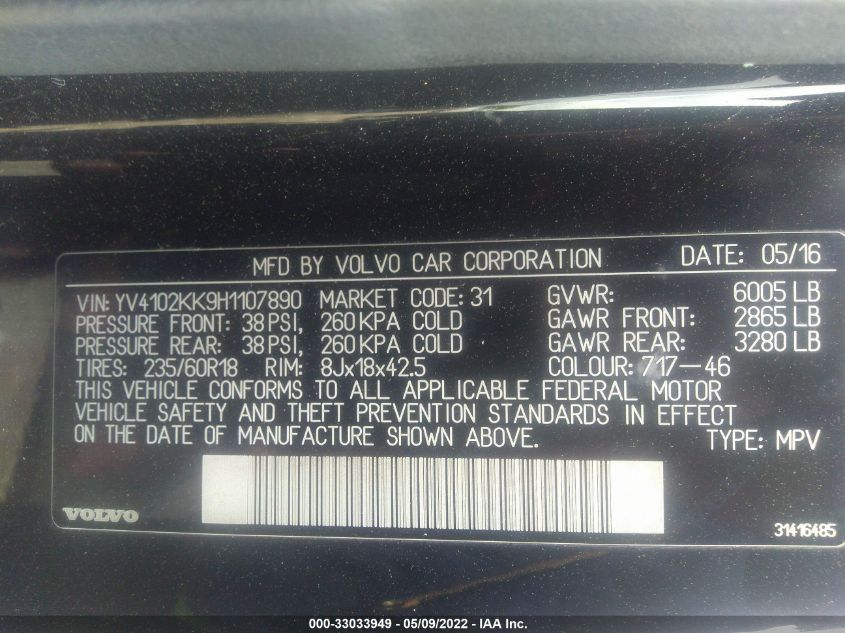 MFD BY VOLVO CAR CORPORATION DATE: 05/16
VIN: YV4102KK9H1107890 MARKET CODE: 31 GVWR: 6005 LB
PRESSURE FRONT: 38 PSI, 260 KPA COLD GAWR FRONT: 2865 LB
PRESSURE REAR: 38 PSI, 260 KPA COLD GAWR REAR: 3280 LB
TIRES: 235/60R18 RIM: 8Jx18x42.5 COLOUR: 717-46
THIS VEHICLE CONFORMS TO ALL APPLICABLE FEDERAL MOTOR
VEHICLE SAFETY AND THEFT PREVENTION STANDARDS IN EFFECT
ON THE DATE OF MANUFACTURE SHOWN ABOVE. TYPE: MPV
VOLVO 31416485
000-33033949 - 05/09/2022 - IAA Inc.